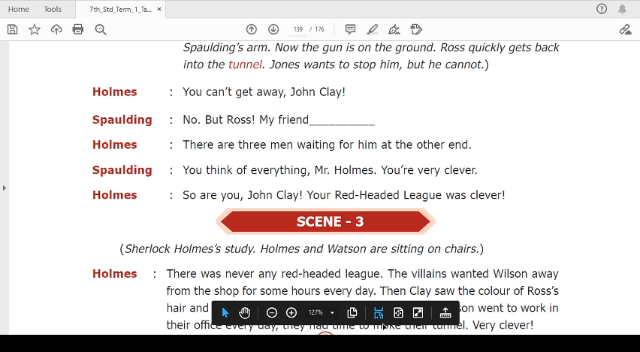 Home Tools 7th_Std_Term_1_Ta... ×
139 / 176
Spaulding's arm. Now the gun is on the ground. Ross quickly gets back
into the tunnel. Jones wants to stop him, but he cannot.)
Holmes : You can't get away, John Clay!
Spaulding : No. But Ross! My friend__________
Holmes : There are three men waiting for him at the other end.
Spaulding : You think of everything, Mr. Holmes. You're very clever.
Holmes : So are you, John Clay! Your Red-Headed League was clever!
SCENE - 3
(Sherlock Holmes's study. Holmes and Watson are sitting on chairs.)
Holmes : There was never any red-headed league. The villains wanted Wilson away
from the shop for some hours every day. Then Clay saw the colour of Ross's
hair and son went to work in
127%
their office every day, they had time to make their tunnel. Very clever!